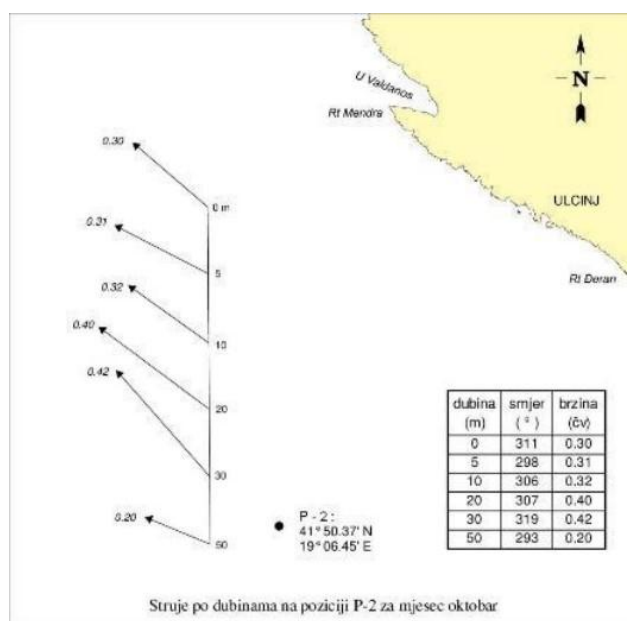 U Valdanos
N
Rt Mendra
0.30
ULCINJ
0 m
0.31
5
Rt Đeran
0.32
10
0.40
20
0.42
30
dubina smjer brzina
(m) ( ° ) (čv)
0 311 0.30
5 298 0.31
10 306 0.32
20 307 0.40
30 319 0.42
50 293 0.20
0.20
50
P - 2 :
41° 50.37' N
19° 06.45' E
Struje po dubinama na poziciji P-2 za mjesec oktobar